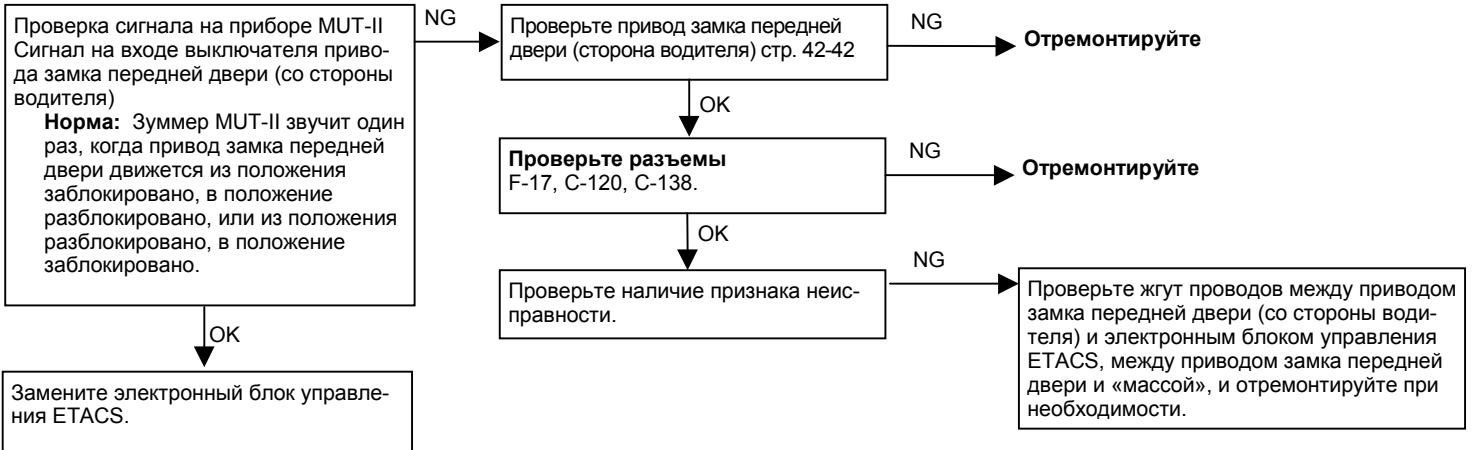 Проверка сигнала на приборе MUT-II
Сигнал на входе выключателя приво-
да замка передней двери (со стороны
водителя)
Норма: Зуммер MUT-II звучит один
раз, когда привод замка передней
двери движется из положения
заблокировано, в положение
разблокировано, или из положения
разблокировано, в положение
заблокировано.
NG
Проверьте привод замка передней
двери (сторона водителя) стр. 42-42
NG
Отремонтируйте
OK
Проверьте разъемы
F-17, C-120, C-138.
NG
Отремонтируйте
OK
Проверьте наличие признака неис-
правности.
NG
Проверьте жгут проводов между приводом
замка передней двери (со стороны води-
теля) и электронным блоком управления
ETACS, между приводом замка передней
двери и «массой», и отремонтируйте при
необходимости.
OK
Замените электронный блок управле-
ния ETACS.